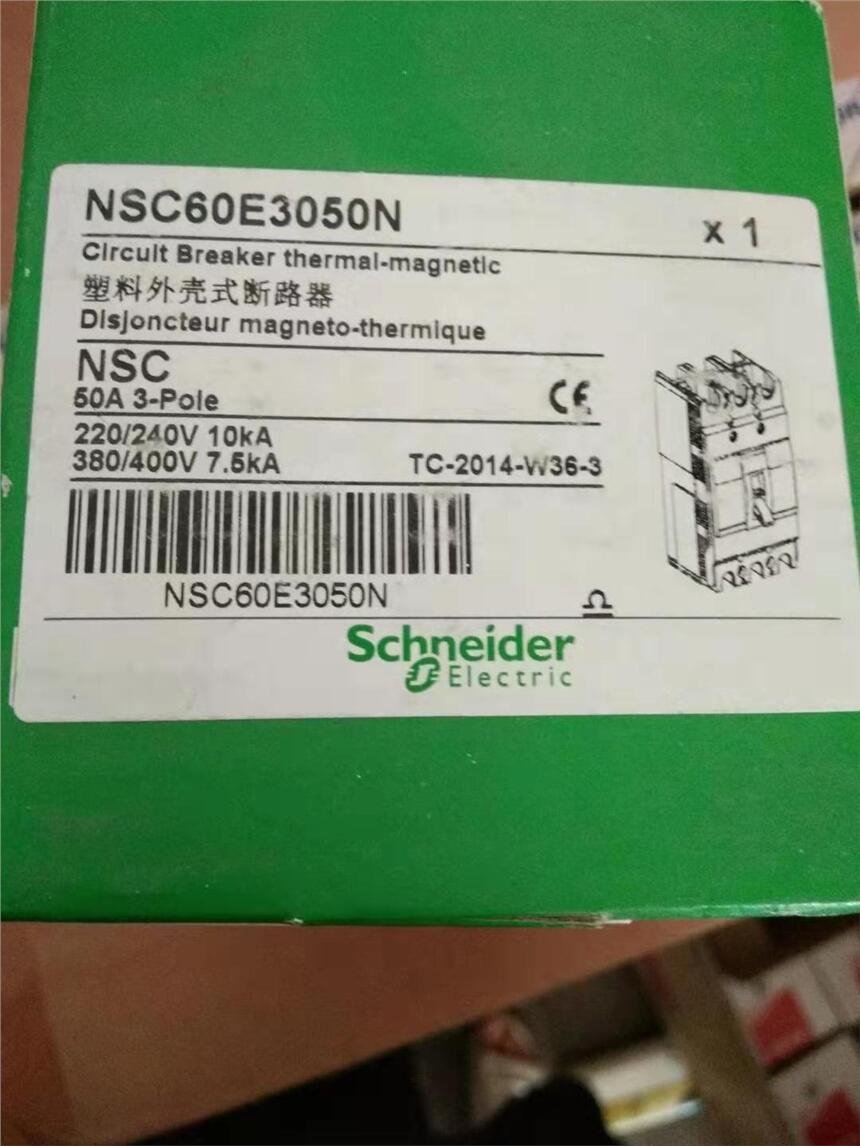 NSC60E3050N
x 1
Circuit Breaker thermal-magnetic
塑料外壳式断路器
Disjoncteur magneto-thermique
NSC
50A 3-Pole
CE
220/240V 10kA
380/400V 7.5kA
TC-2014-W36-3
NSC60E3050N
Schneider
Electric